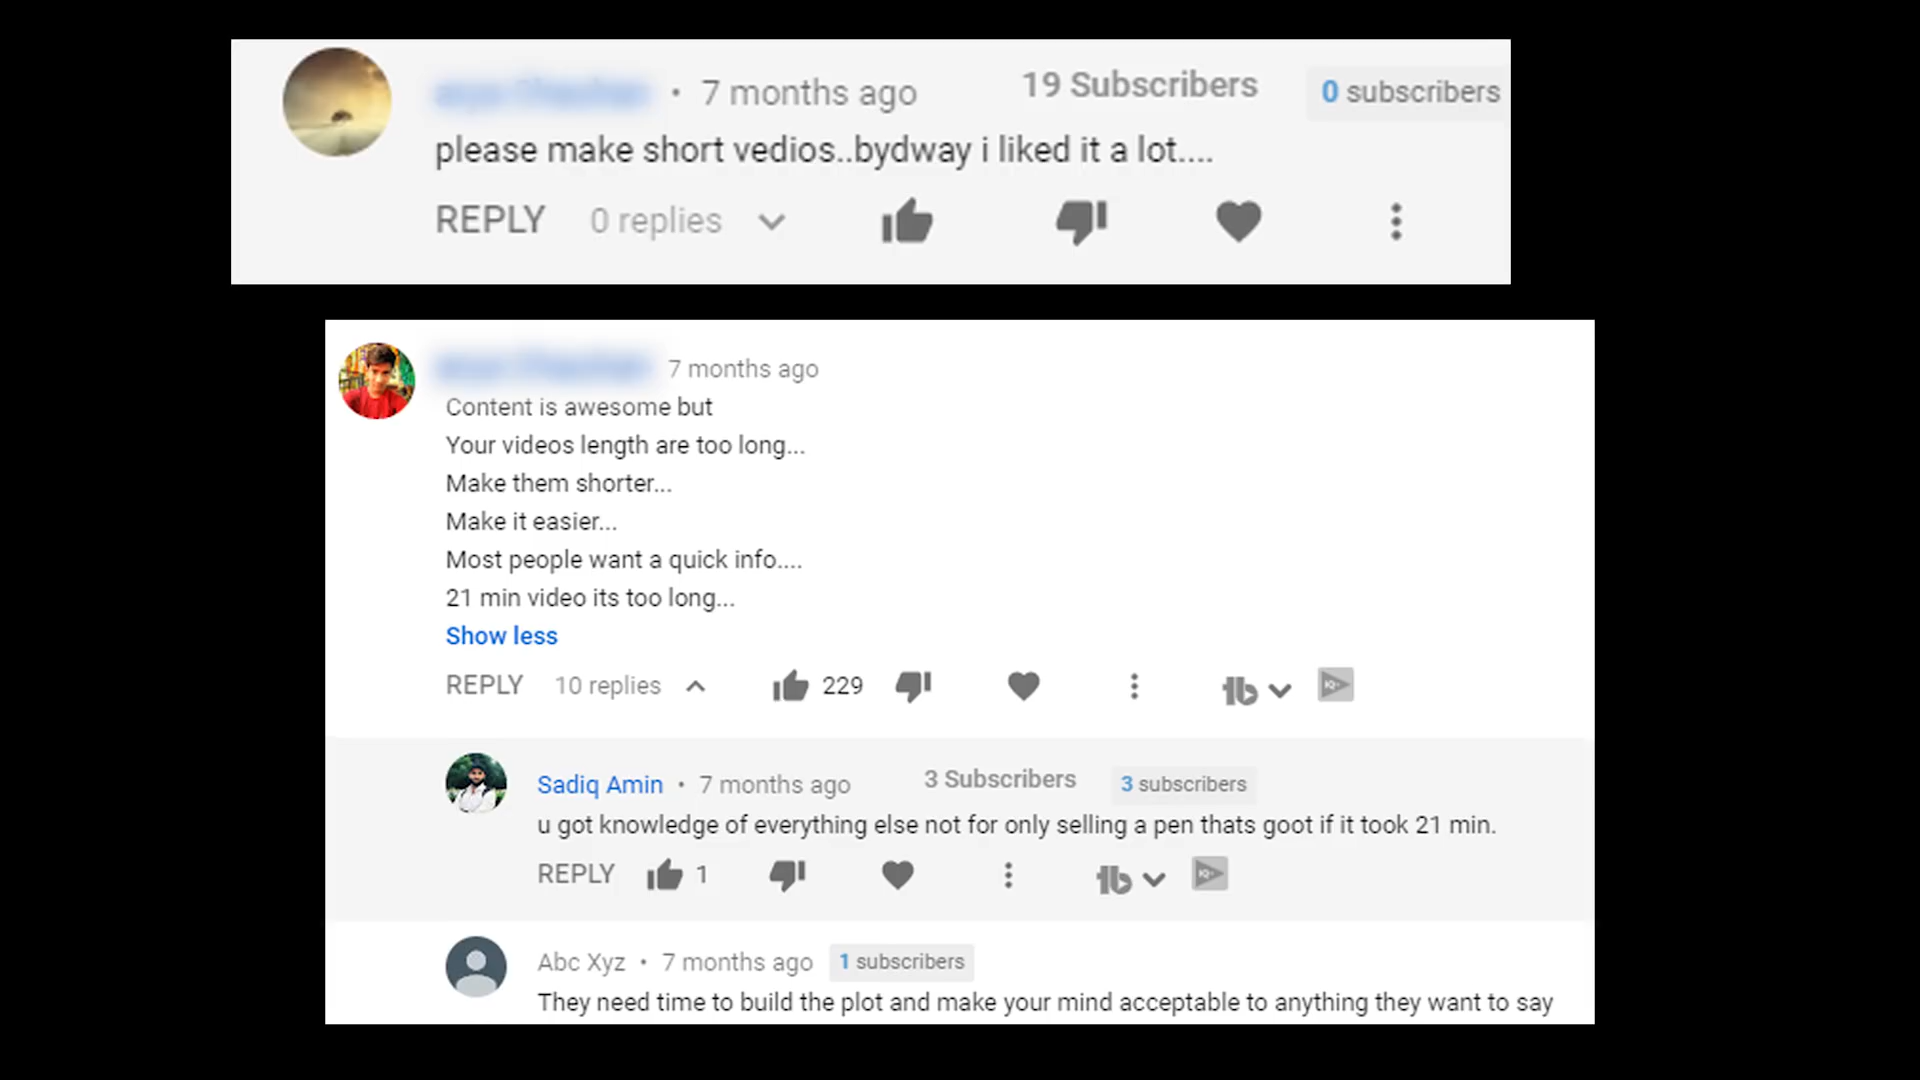 7 months ago 19 Subscribers 0 subscribers
please make short vedios..bydway i liked it a lot....
REPLY 0 replies
7 months ago
Content is awesome but
Your videos length are too long...
Make them shorter...
Make it easier...
Most people want a quick info....
21 min video its too long...
Show less
REPLY 10 replies 229
Sadiq Amin • 7 months ago 3 Subscribers 3 subscribers
u got knowledge of everything else not for only selling a pen thats goot if it took 21 min.
REPLY 1
Abc Xyz • 7 months ago 1 subscribers
They need time to build the plot and make your mind acceptable to anything they want to say